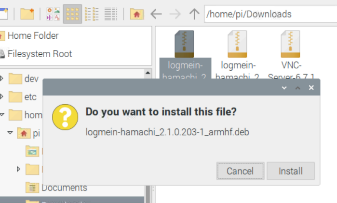 /home/pi/Downloads
Home Folder
Filesystem Root
dev
etc
hom
pi
Documents
logmein-
hamachi_2
logmein-
hamachi_2
VNC-
Server-6.7.1
Do you want to install this file?
logmein-hamachi_2.1.0.203-1_armhf.deb
Cancel
Install